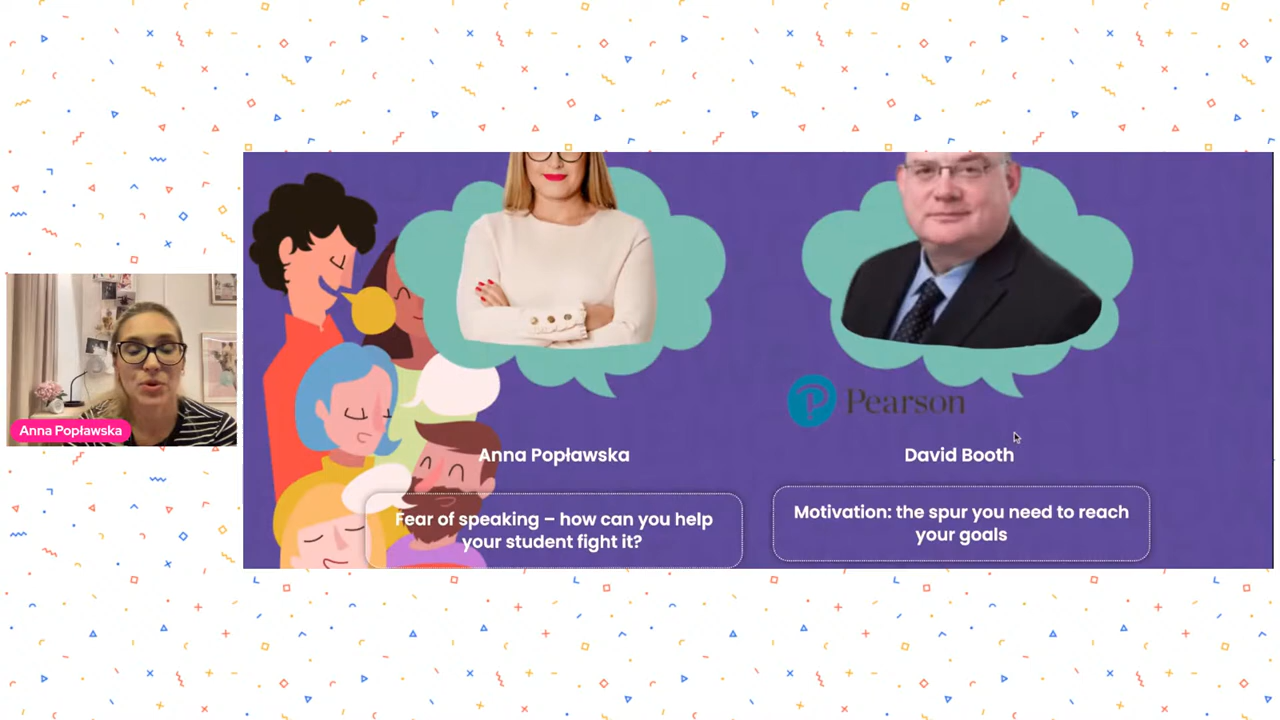 Anna Popławska
Pearson
Anna Popławska
David Booth
Fear of speaking – how can you help
your student fight it?
Motivation: the spur you need to reach
your goals